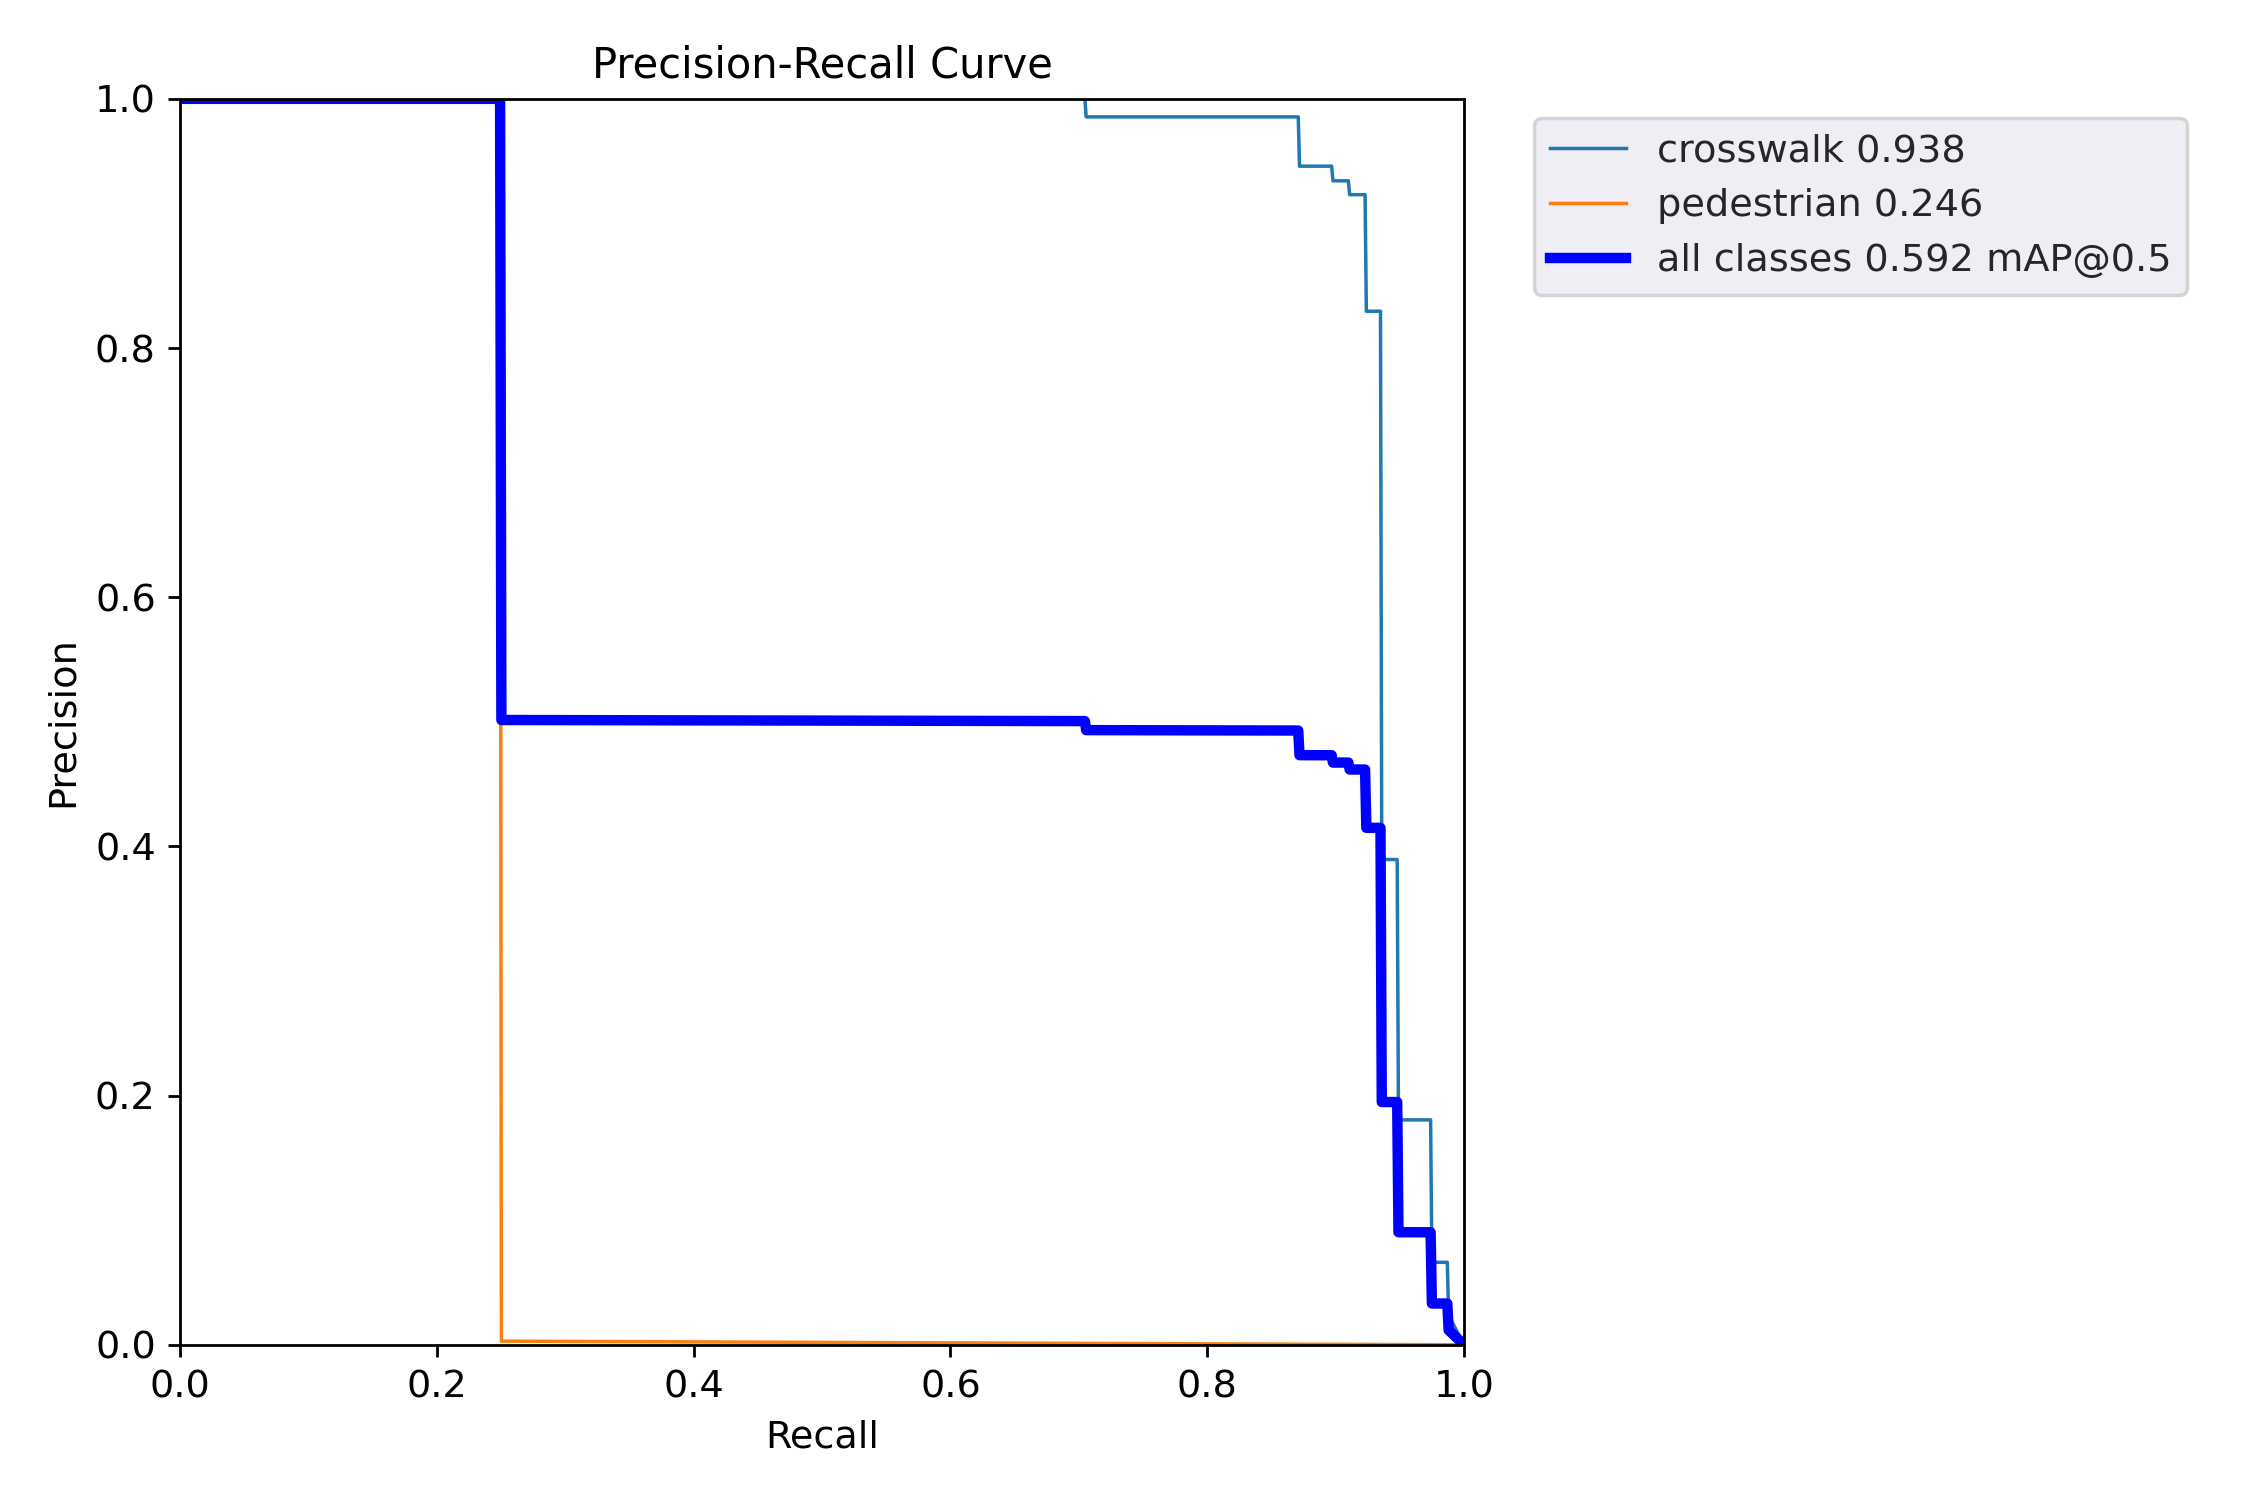 Precision-Recall Curve
1.0
0.8
0.6
0.4
0.2
0.0
Precision
0.0 0.2 0.4 0.6 0.8 1.0
Recall
crosswalk 0.938
pedestrian 0.246
all classes 0.592 mAP@0.5